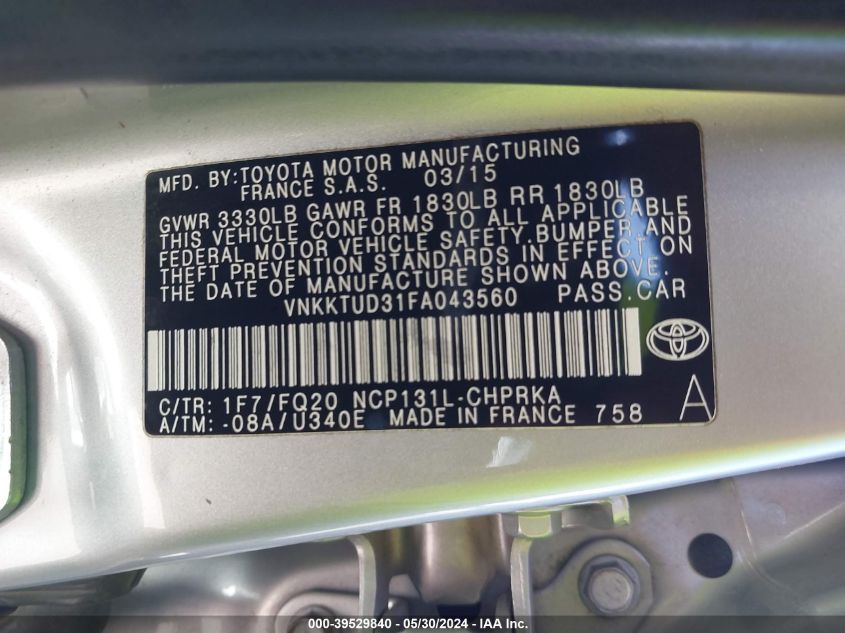 MFD. BY:TOYOTA MOTOR MANUFACTURING
FRANCE S.A.S. 03/15
GVWR 3330LB GAWR FR 1830LB RR 1830LB
THIS VEHICLE CONFORMS TO ALL APPLICABLE
FEDERAL MOTOR VEHICLE SAFETY,BUMPER,AND
THEFT PREVENTION STANDARDS IN EFFECT ON
THE DATE OF MANUFACTURE SHOWN ABOVE.
VNKKTUD31FA043560 PASS.CAR
C/TR: 1F7/FQ20 NCP131L-CHPRKA
A/TM: -08A/U340E MADE IN FRANCE 758
A
000-39529840 - 05/30/2024 - CHP, Inc.